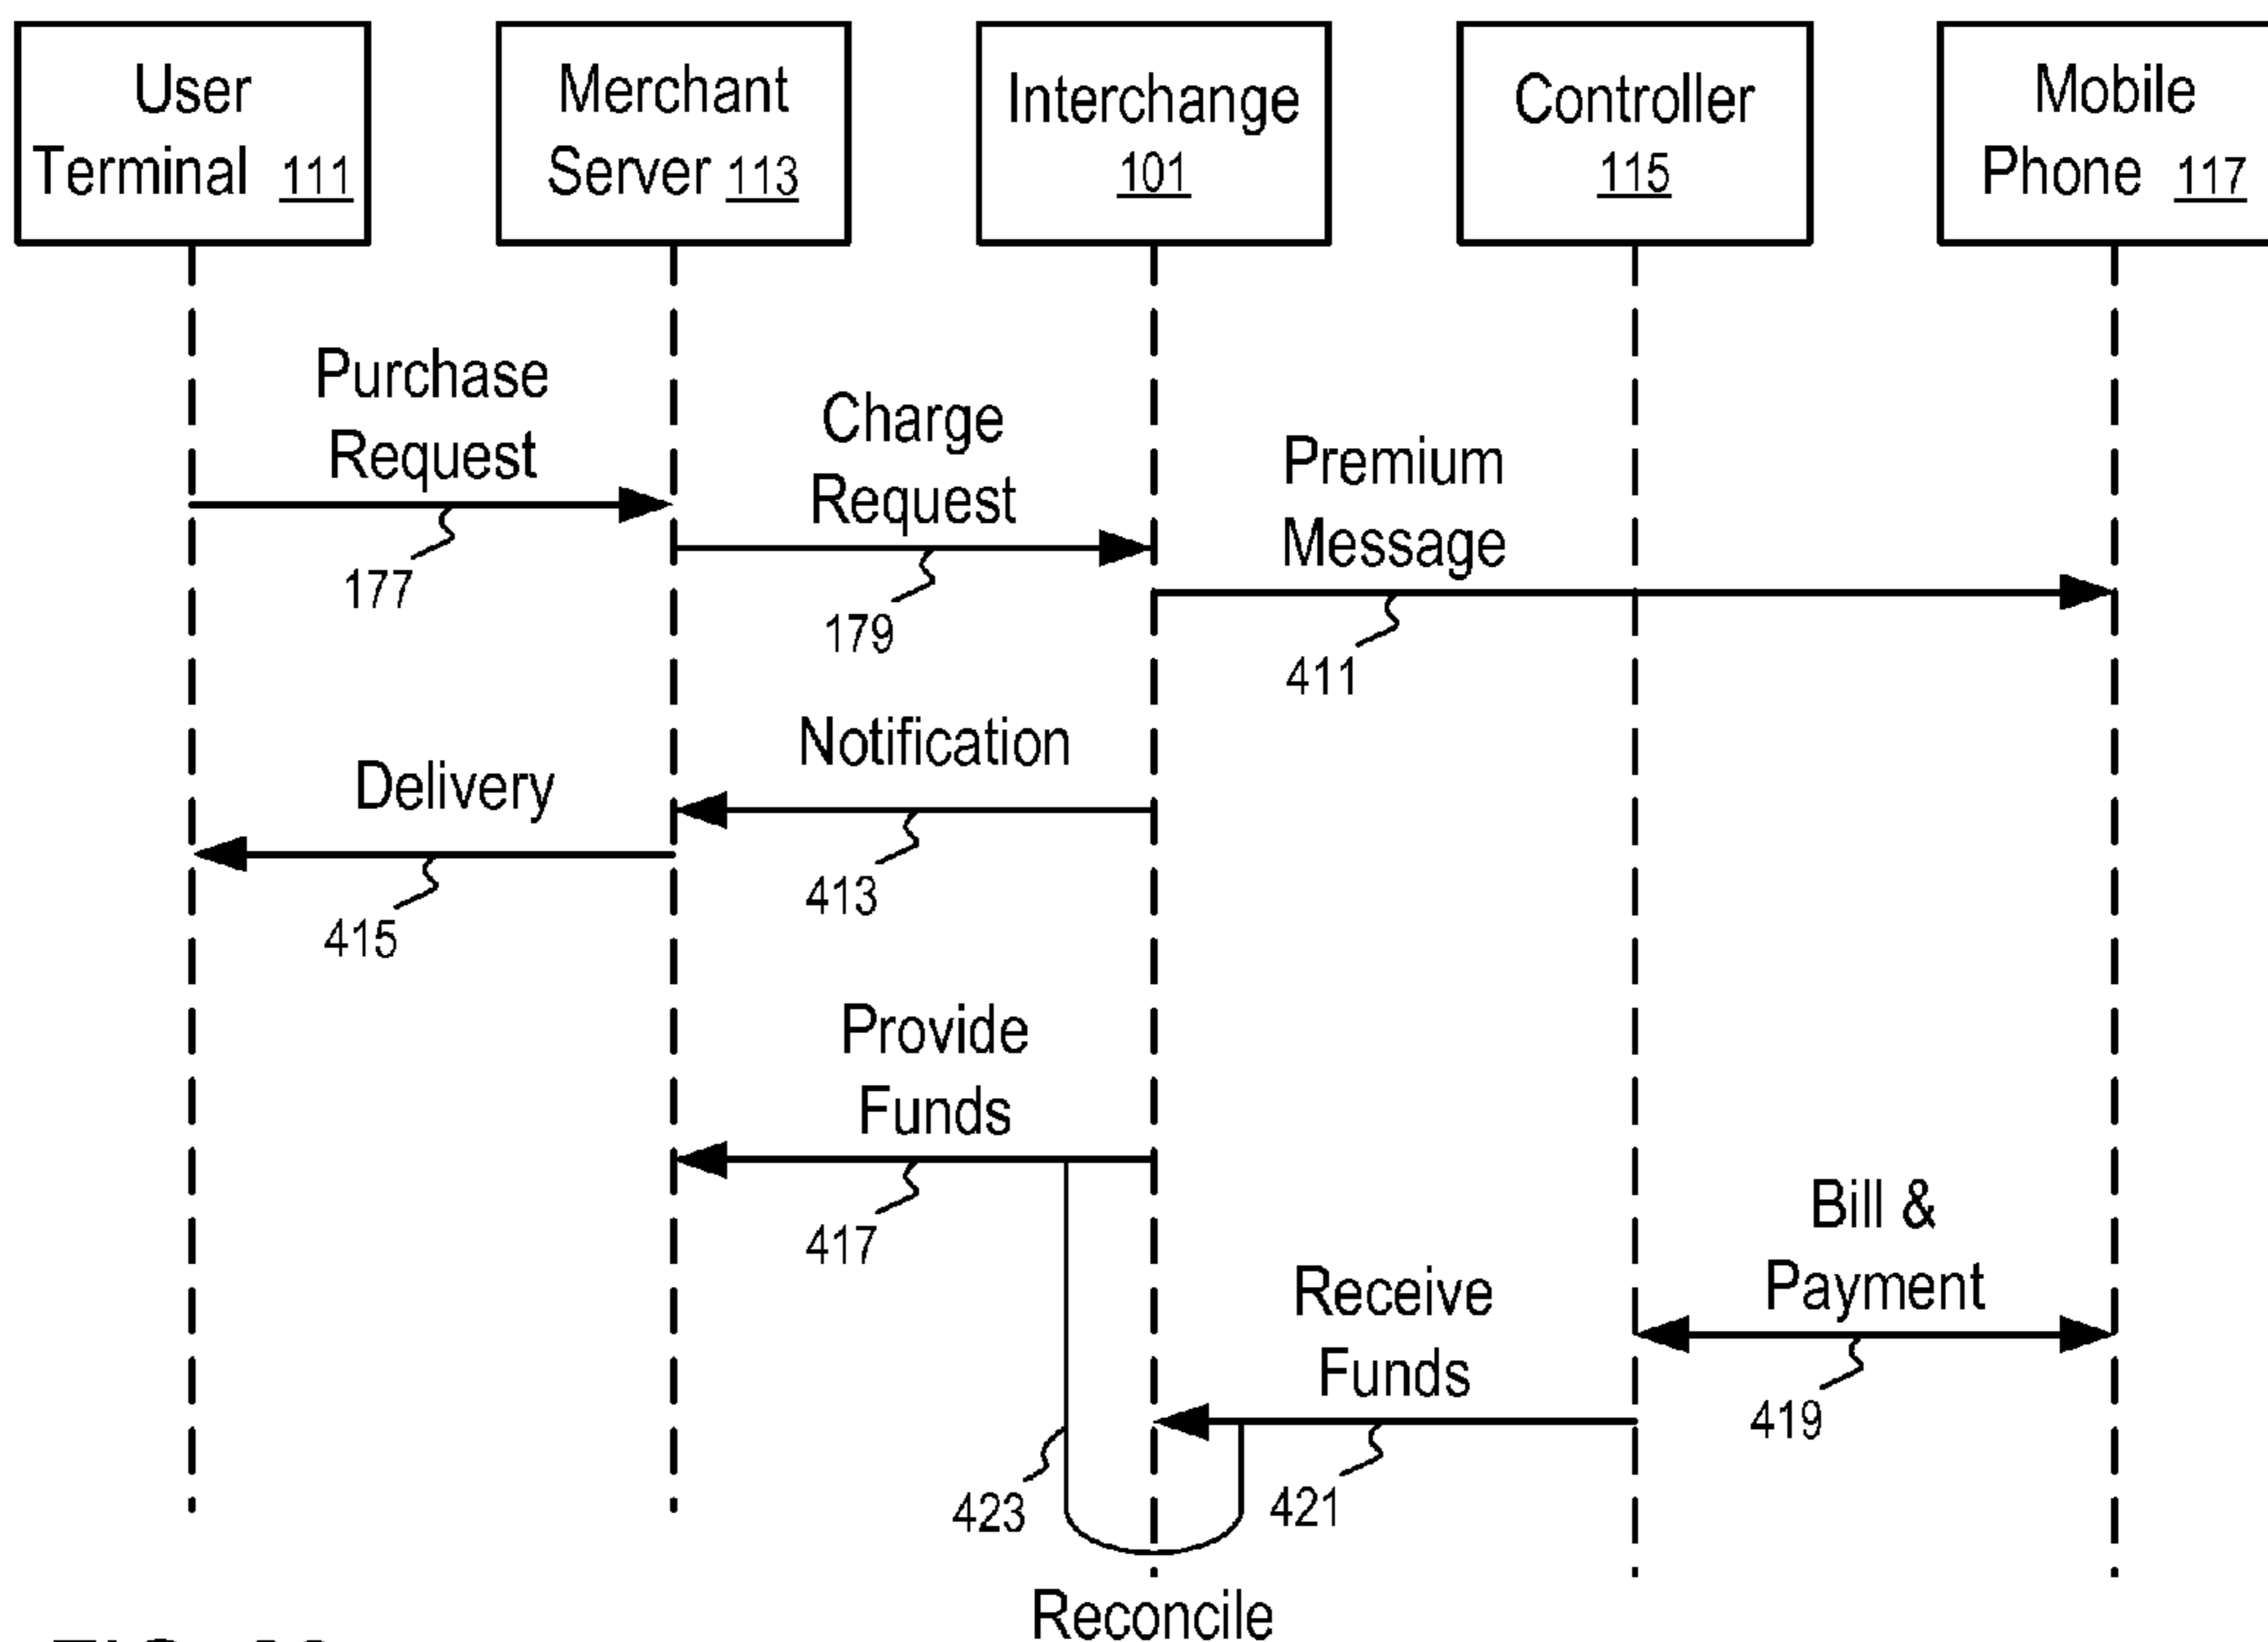 User
Terminal 111
Merchant
Server 113
Interchange
101
Controller
115
Mobile
Phone 117
Purchase
Request
177
Charge
Request
179
Premium
Message
411
Notification
413
Delivery
415
Provide
Funds
417
Bill &
Payment
419
Receive
Funds
421
423
Reconcile